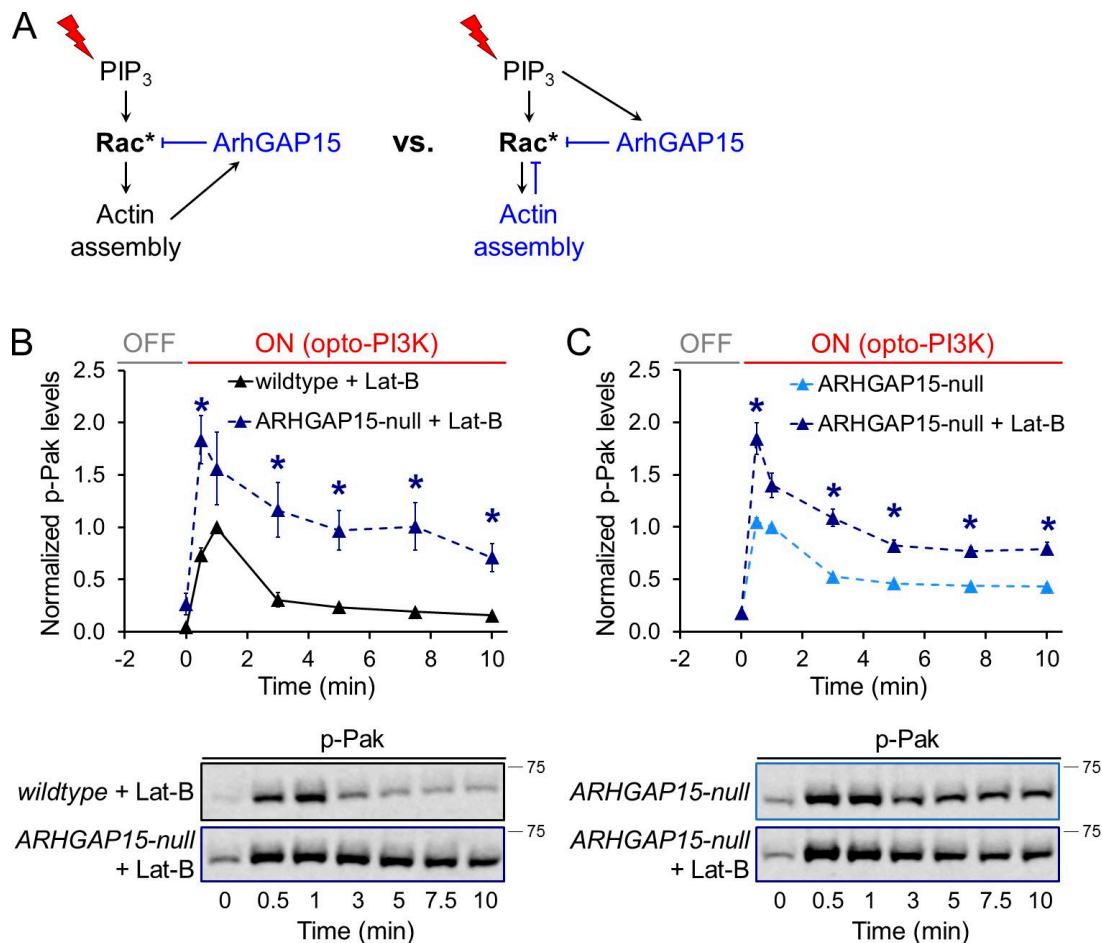 A
PIP3
Rac*
ArhGAP15
Actin
assembly
vs.
PIP3
Rac*
ArhGAP15
Actin
assembly
B
OFF
ON (opto-PI3K)
Normalized p-Pak levels
2.5
2.0
1.5
1.0
0.5
0.0
wildtype + Lat-B
ARHGAP15-null + Lat-B
*
*
*
*
*
-2
0
2
4
6
8
10
Time (min)
p-Pak
wildtype + Lat-B
75
ARHGAP15-null
+ Lat-B
75
0
0.5
1
3
5
7.5
10
Time (min)
C
OFF
ON (opto-PI3K)
Normalized p-Pak levels
2.5
2.0
1.5
1.0
0.5
0.0
ARHGAP15-null
ARHGAP15-null + Lat-B
*
*
*
*
*
-2
0
2
4
6
8
10
Time (min)
p-Pak
ARHGAP15-null
75
ARHGAP15-null
+ Lat-B
75
0
0.5
1
3
5
7.5
10
Time (min)